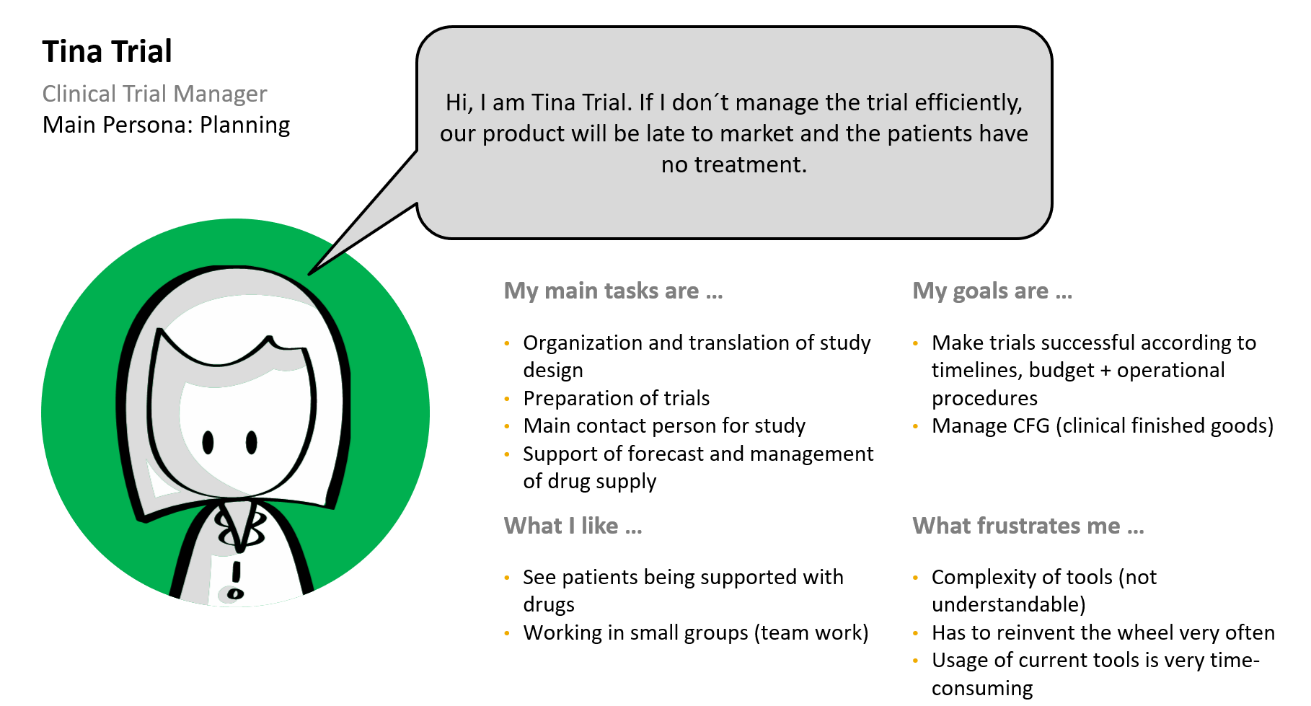 Tina Trial
Clinical Trial Manager
Main Persona: Planning
Hi, I am Tina Trial. If I don´t manage the trial efficiently,
our product will be late to market and the patients have
no treatment.
My main tasks are ...
• Organization and translation of study
design
• Preparation of trials
• Main contact person for study
• Support of forecast and management
of drug supply
My goals are ...
• Make trials successful according to
timelines, budget + operational
procedures
• Manage CFG (clinical finished goods)
What I like ...
• See patients being supported with
drugs
• Working in small groups (team work)
What frustrates me ...
• Complexity of tools (not
understandable)
• Has to reinvent the wheel very often
• Usage of current tools is very time-
consuming